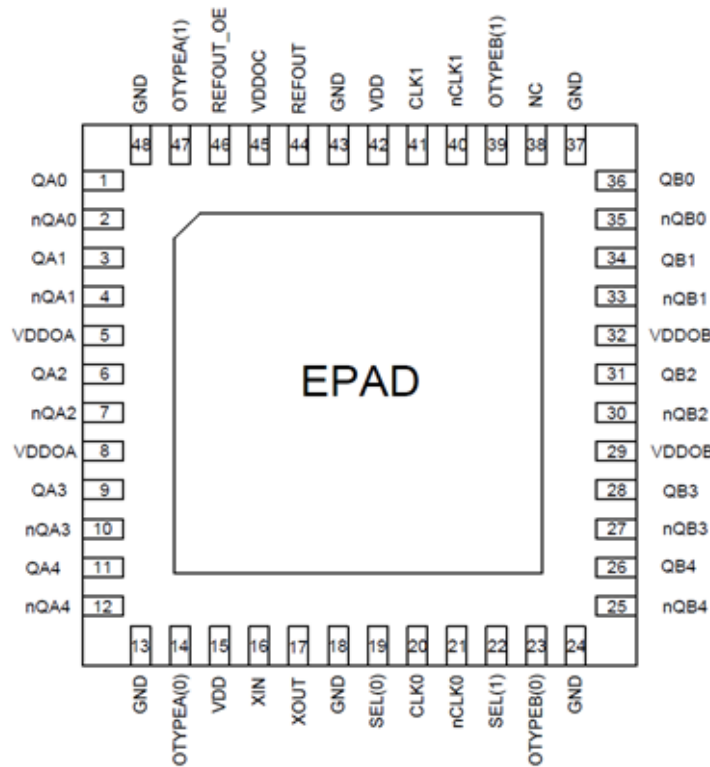 GND OTYPEA(1) REFOUT_OE VDDOC REFOUT GND VDD CLK1 nCLK1 OTYPEB(1) NC GND
48 47 46 45 44 43 42 41 40 39 38 37
QA0 1 36 QB0
nQA0 2 35 nQB0
QA1 3 34 QB1
nQA1 4 33 nQB1
VDDOA 5 32 VDDOB
QA2 6 31 QB2
EPAD
nQA2 7 30 nQB2
VDDOA 8 29 VDDOB
QA3 9 28 QB3
nQA3 10 27 nQB3
QA4 11 26 QB4
nQA4 12 25 nQB4
13 14 15 16 17 18 19 20 21 22 23 24
GND OTYPEA(0) VDD XIN XOUT GND SEL(0) CLK0 nCLK0 SEL(1) OTYPEB(0) GND